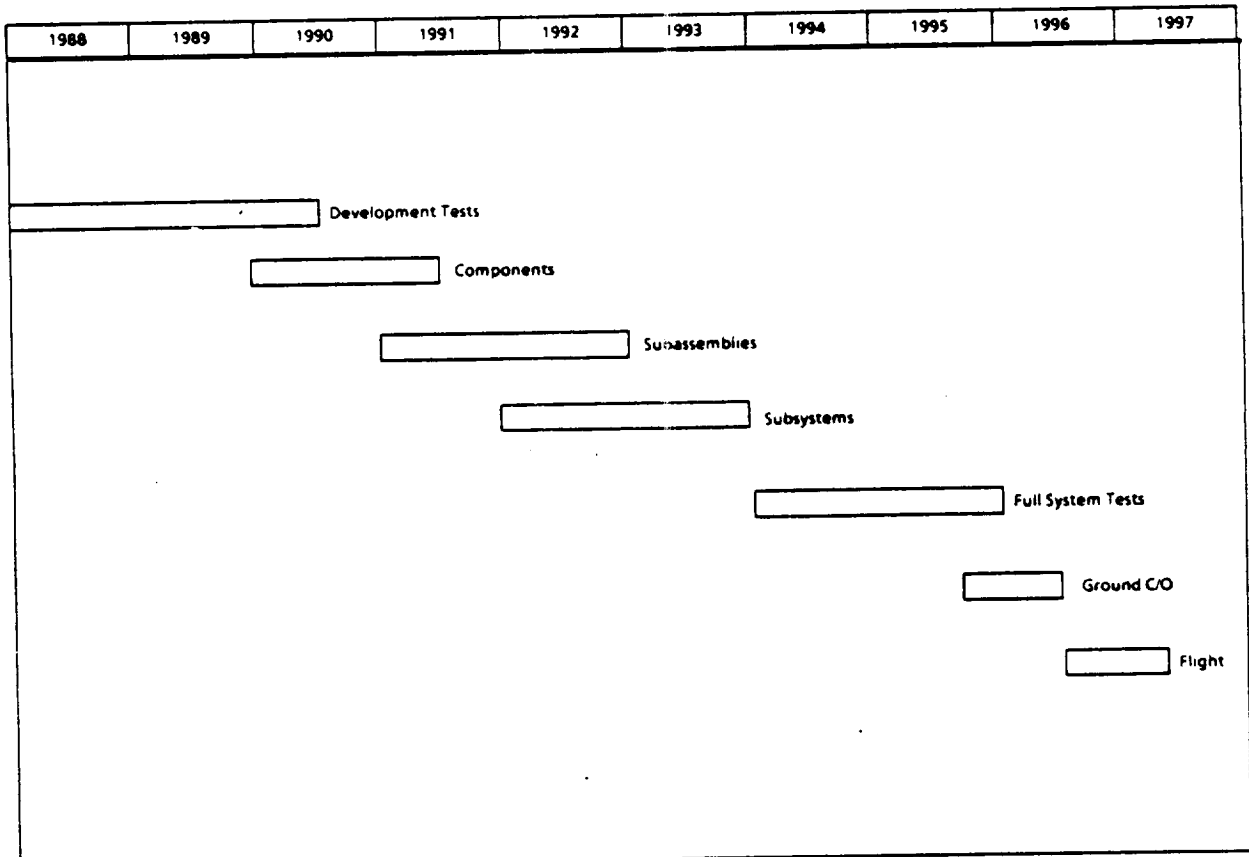 1988 1989 1990 1991 1992 1993 1994 1995 1996 1997
Development Tests
Components
Subassemblies
Subsystems
Full System Tests
Ground C/O
Flight